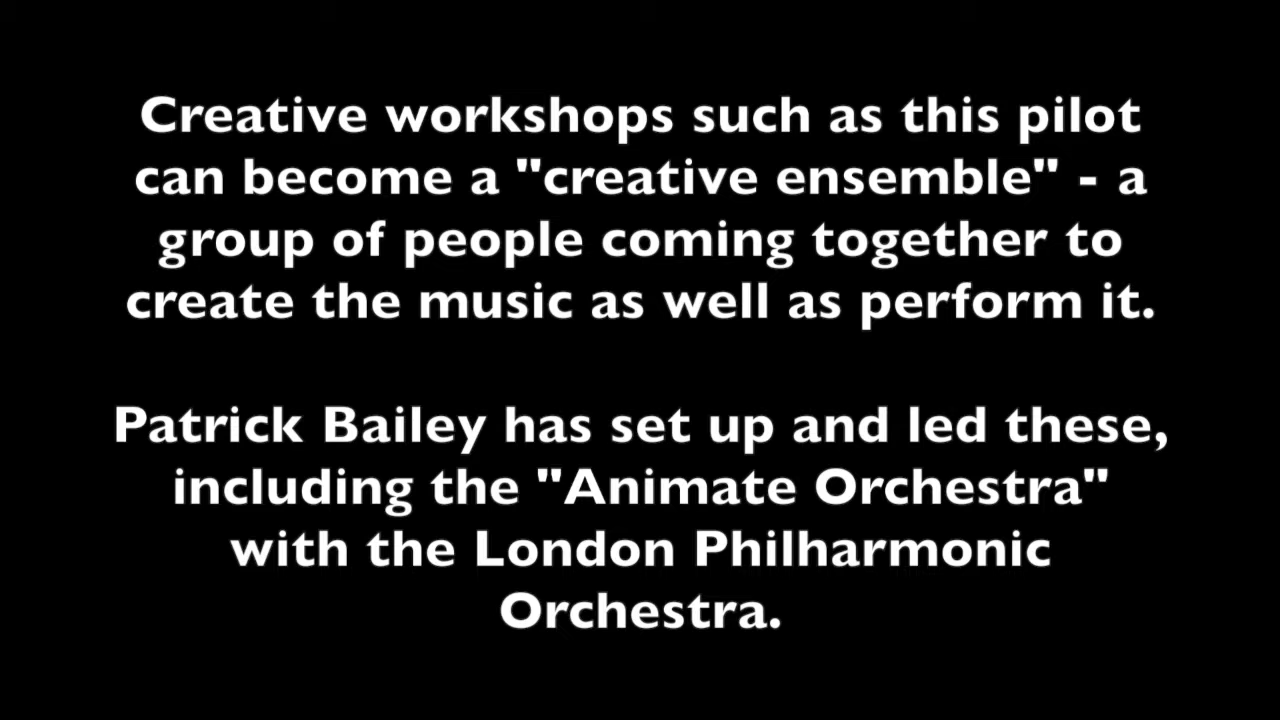 Creative workshops such as this pilot
can become a "creative ensemble" - a
group of people coming together to
create the music as well as perform it.
Patrick Bailey has set up and led these,
including the "Animate Orchestra"
with the London Philharmonic
Orchestra.